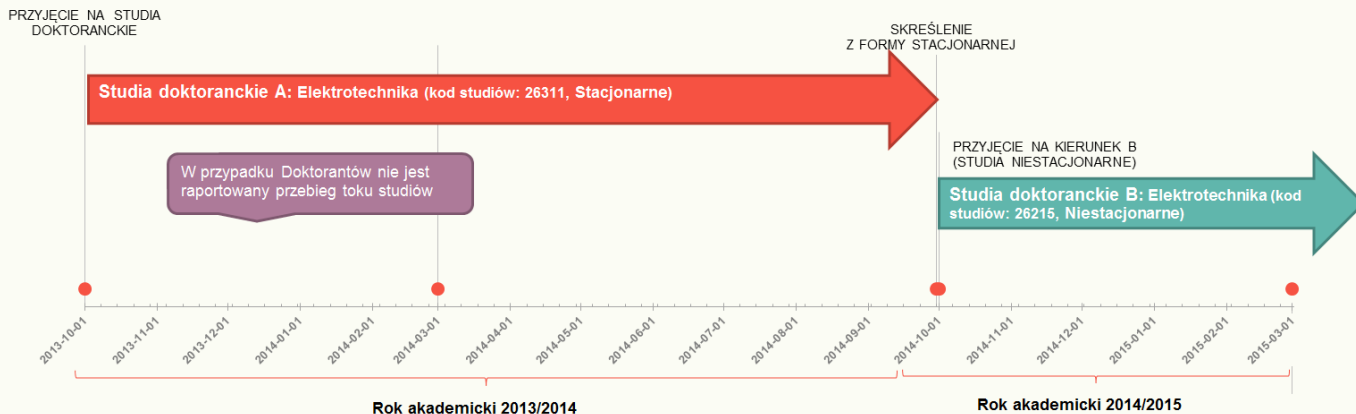 PRZYJĘCIE NA STUDIA
DOKTORANCKIE
SKREŚLENIE
Z FORMY STACJONARNEJ
Studia doktoranckie A: Elektrotechnika (kod studiów: 26311, Stacjonarne)
PRZYJĘCIE NA KIERUNEK B
(STUDIA NIESTACJONARNE)
W przypadku Doktorantów nie jest
raportowany przebieg toku studiów
Studia doktoranckie B: Elektrotechnika (kod
studiów: 26215, Niestacjonarne)
2013-10-01
2013-11-01
2013-12-01
2014-01-01
2014-02-01
2014-03-01
2014-04-01
2014-05-01
2014-06-01
2014-07-01
2014-08-01
2014-09-01
2014-10-01
2014-11-01
2014-12-01
2015-01-01
2015-02-01
2015-03-01
Rok akademicki 2013/2014
Rok akademicki 2014/2015